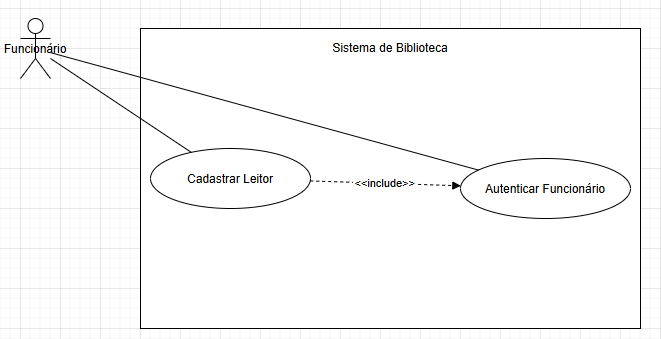 Sistema de Biblioteca
Funcionário
Cadastrar Leitor
<<include>>
Autenticar Funcionário